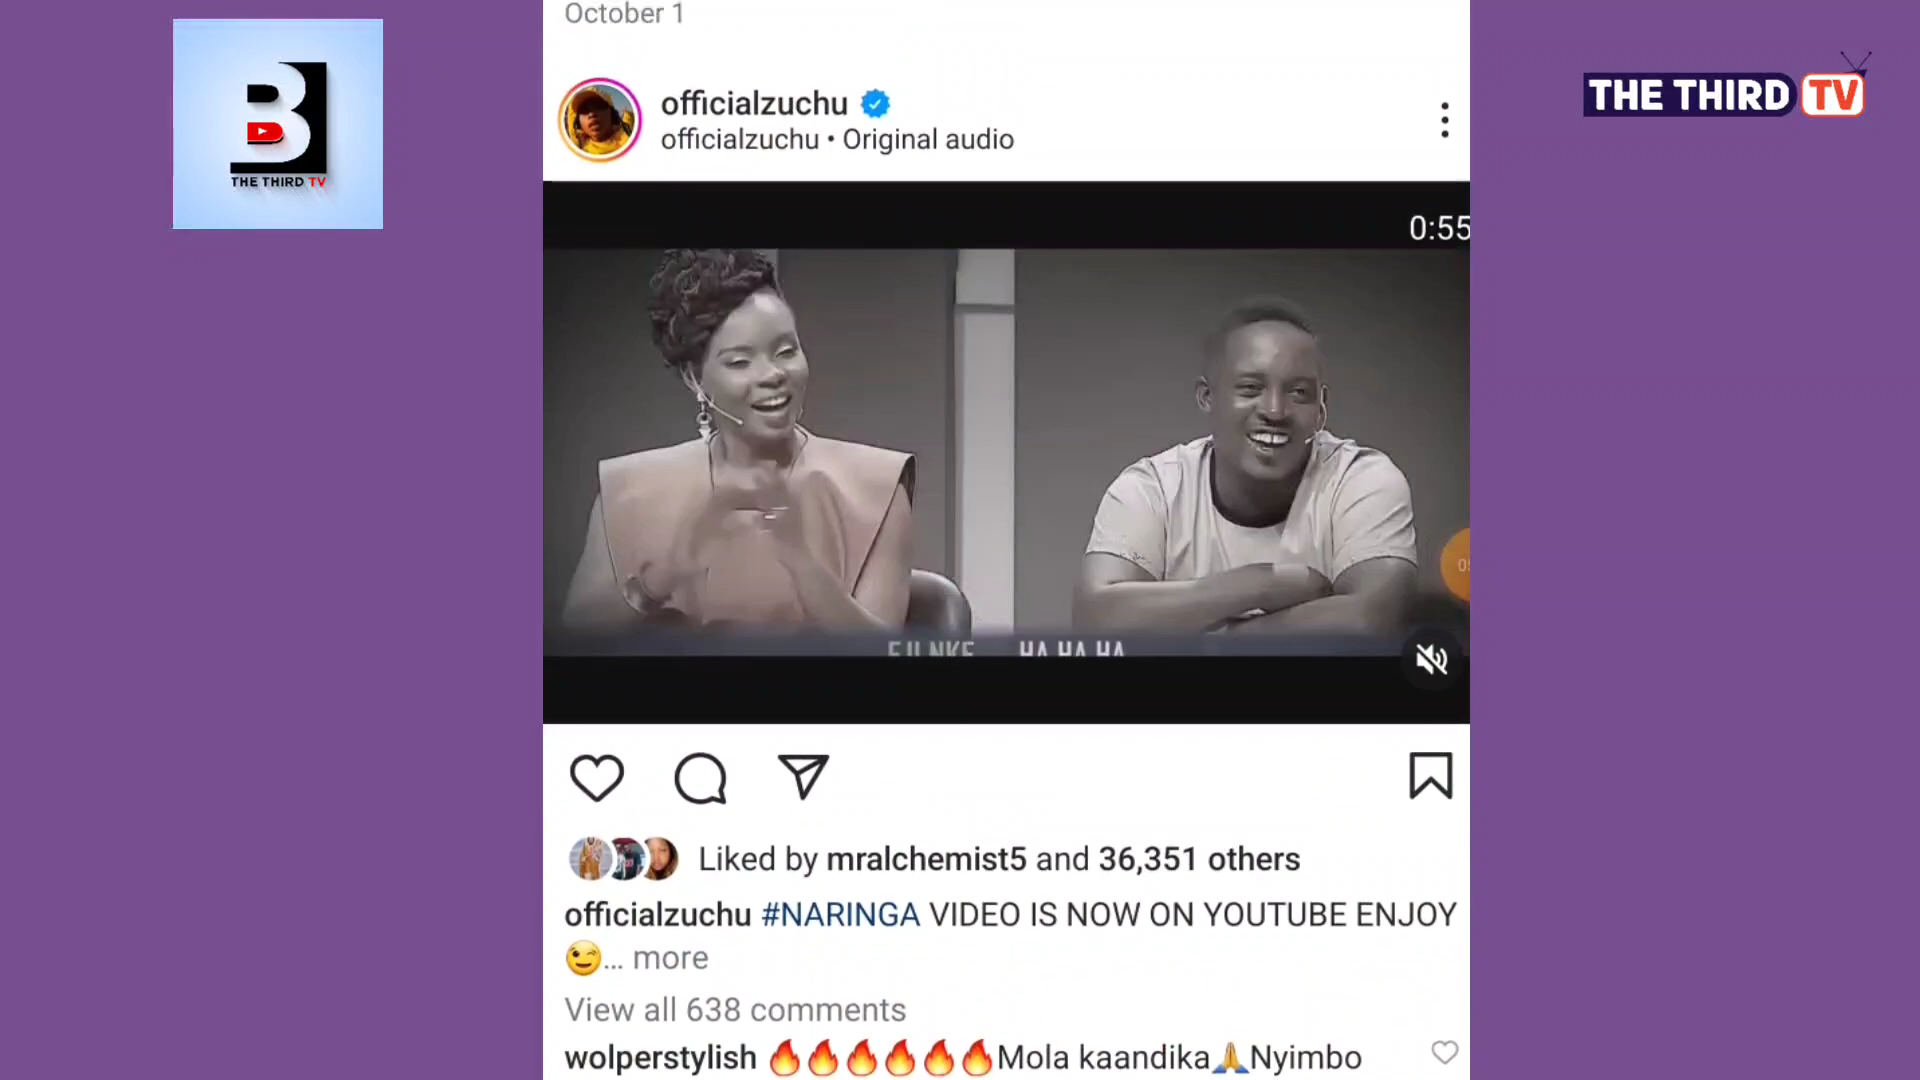 October 1
THE THIRD TV
THE THIRD TV
officialzuchu
officialzuchu • Original audio
0:55
HA HA HA
Liked by mralchemist5 and 36,351 others
officialzuchu #NARINGA VIDEO IS NOW ON YOUTUBE ENJOY
😉... more
View all 638 comments
wolperstylish 🔥🔥🔥🔥🔥🔥Mola kaandika🙏Nyimbo